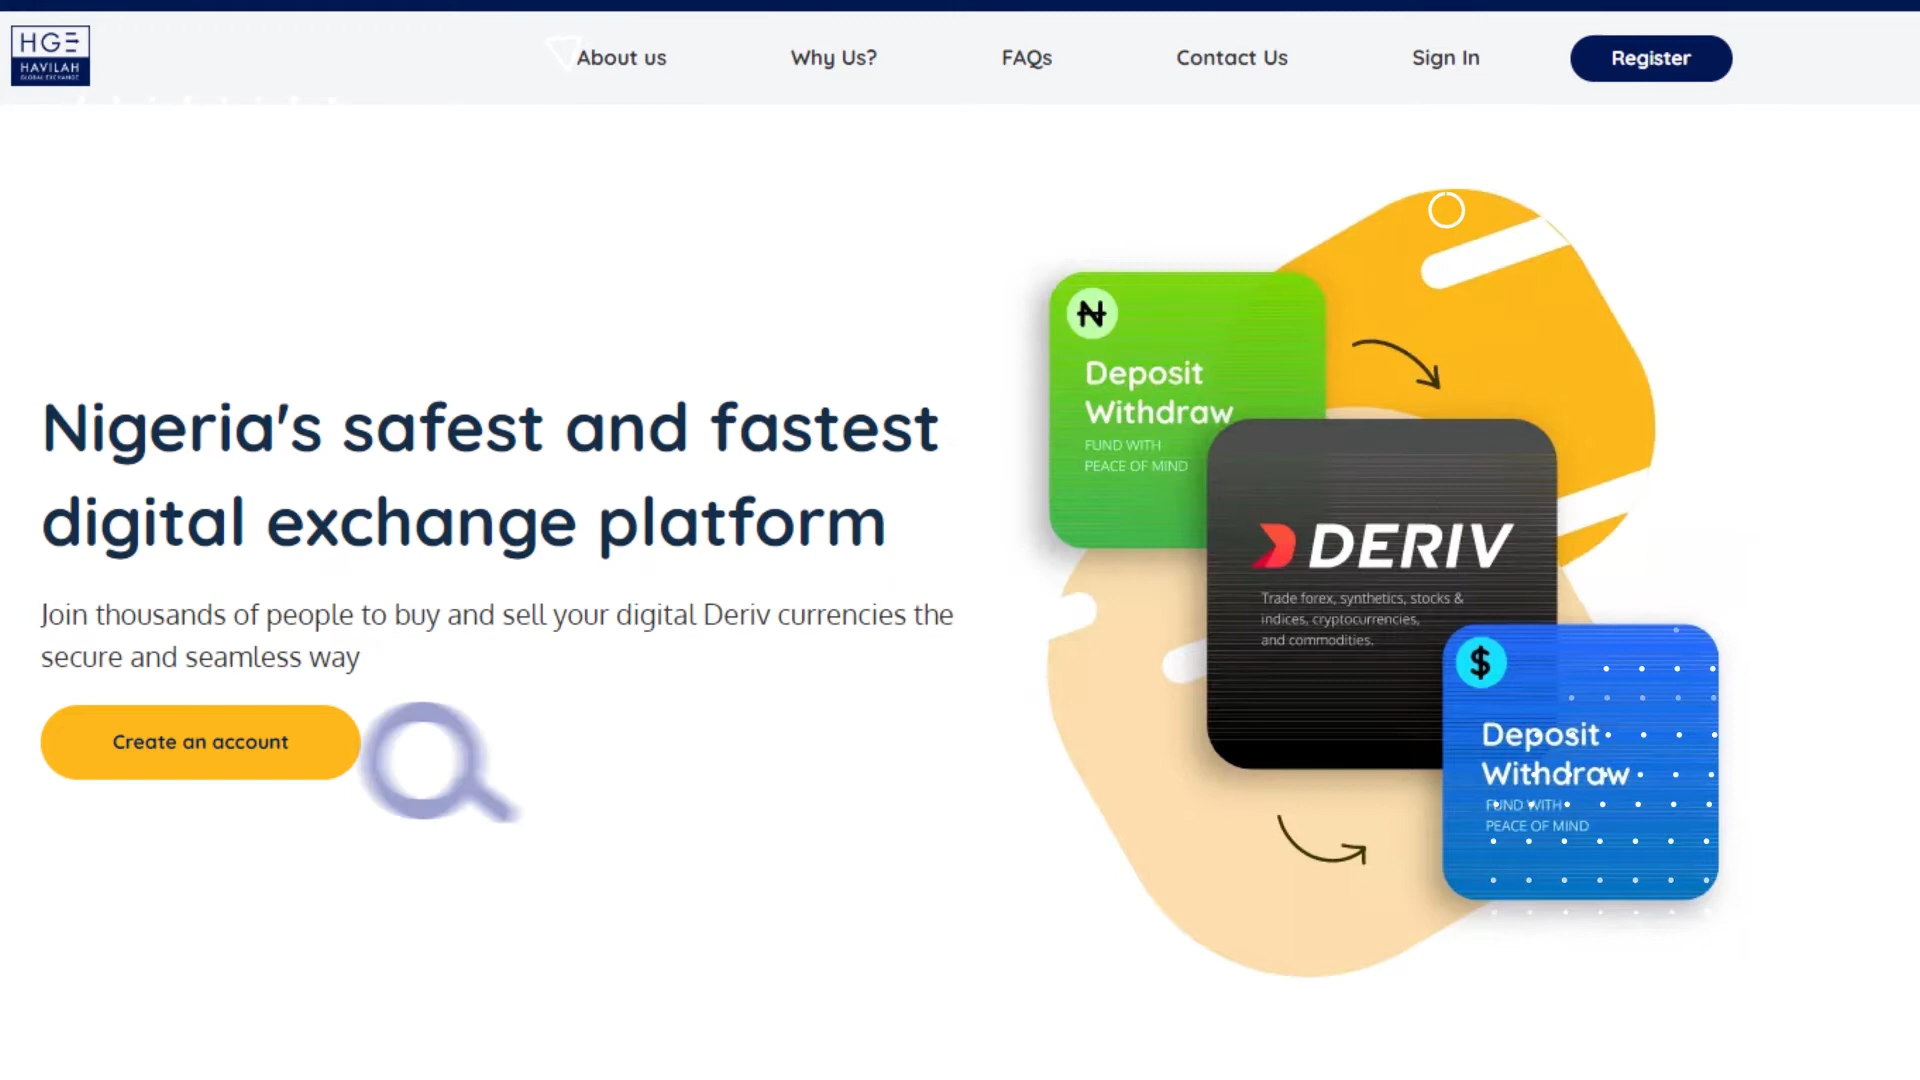 HGE
HAVILAH
GLOBAL EXCHANGE
About us
Why Us?
FAQs
Contact Us
Sign In
Register
Nigeria's safest and fastest
digital exchange platform
Join thousands of people to buy and sell your digital Deriv currencies the
secure and seamless way
Create an account
₦
Deposit
Withdraw
FUND WITH
PEACE OF MIND
DERIV
Trade forex, synthetics, stocks &
indices, cryptocurrencies,
and commodities.
$
Deposit
Withdraw
FUND WITH
PEACE OF MIND